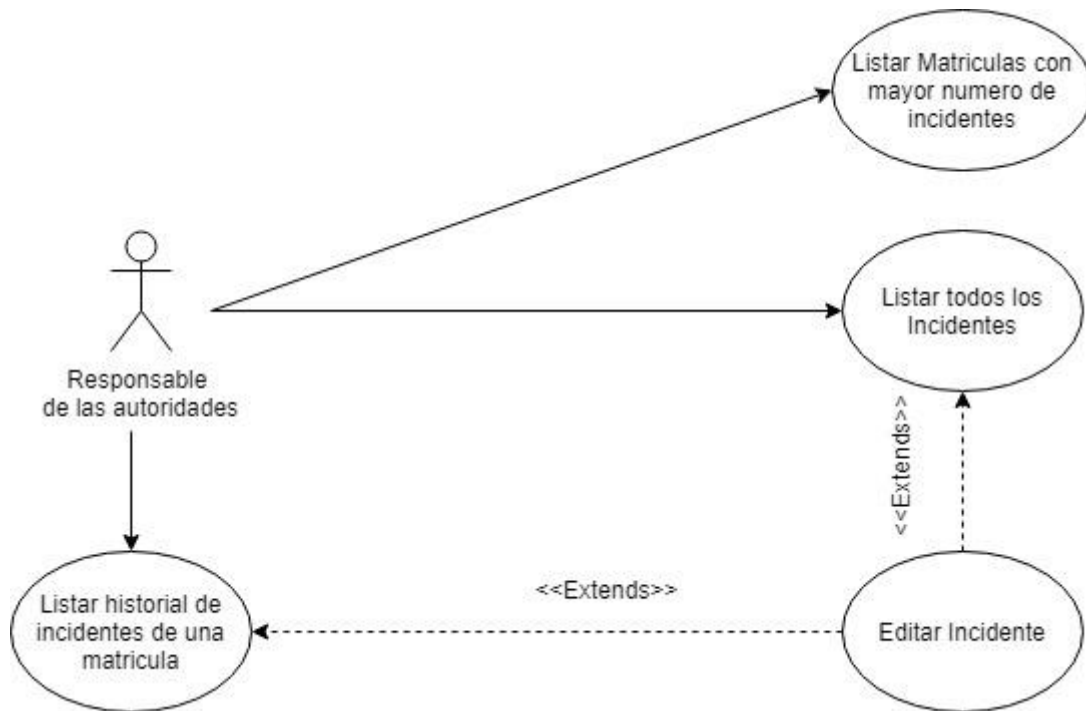 Listar Matriculas con
mayor numero de
incidentes
Listar todos los
Incidentes
Responsable
de las autoridades
<<Extends>>
<<Extends>>
Listar historial de
incidentes de una
matricula
Editar Incidente